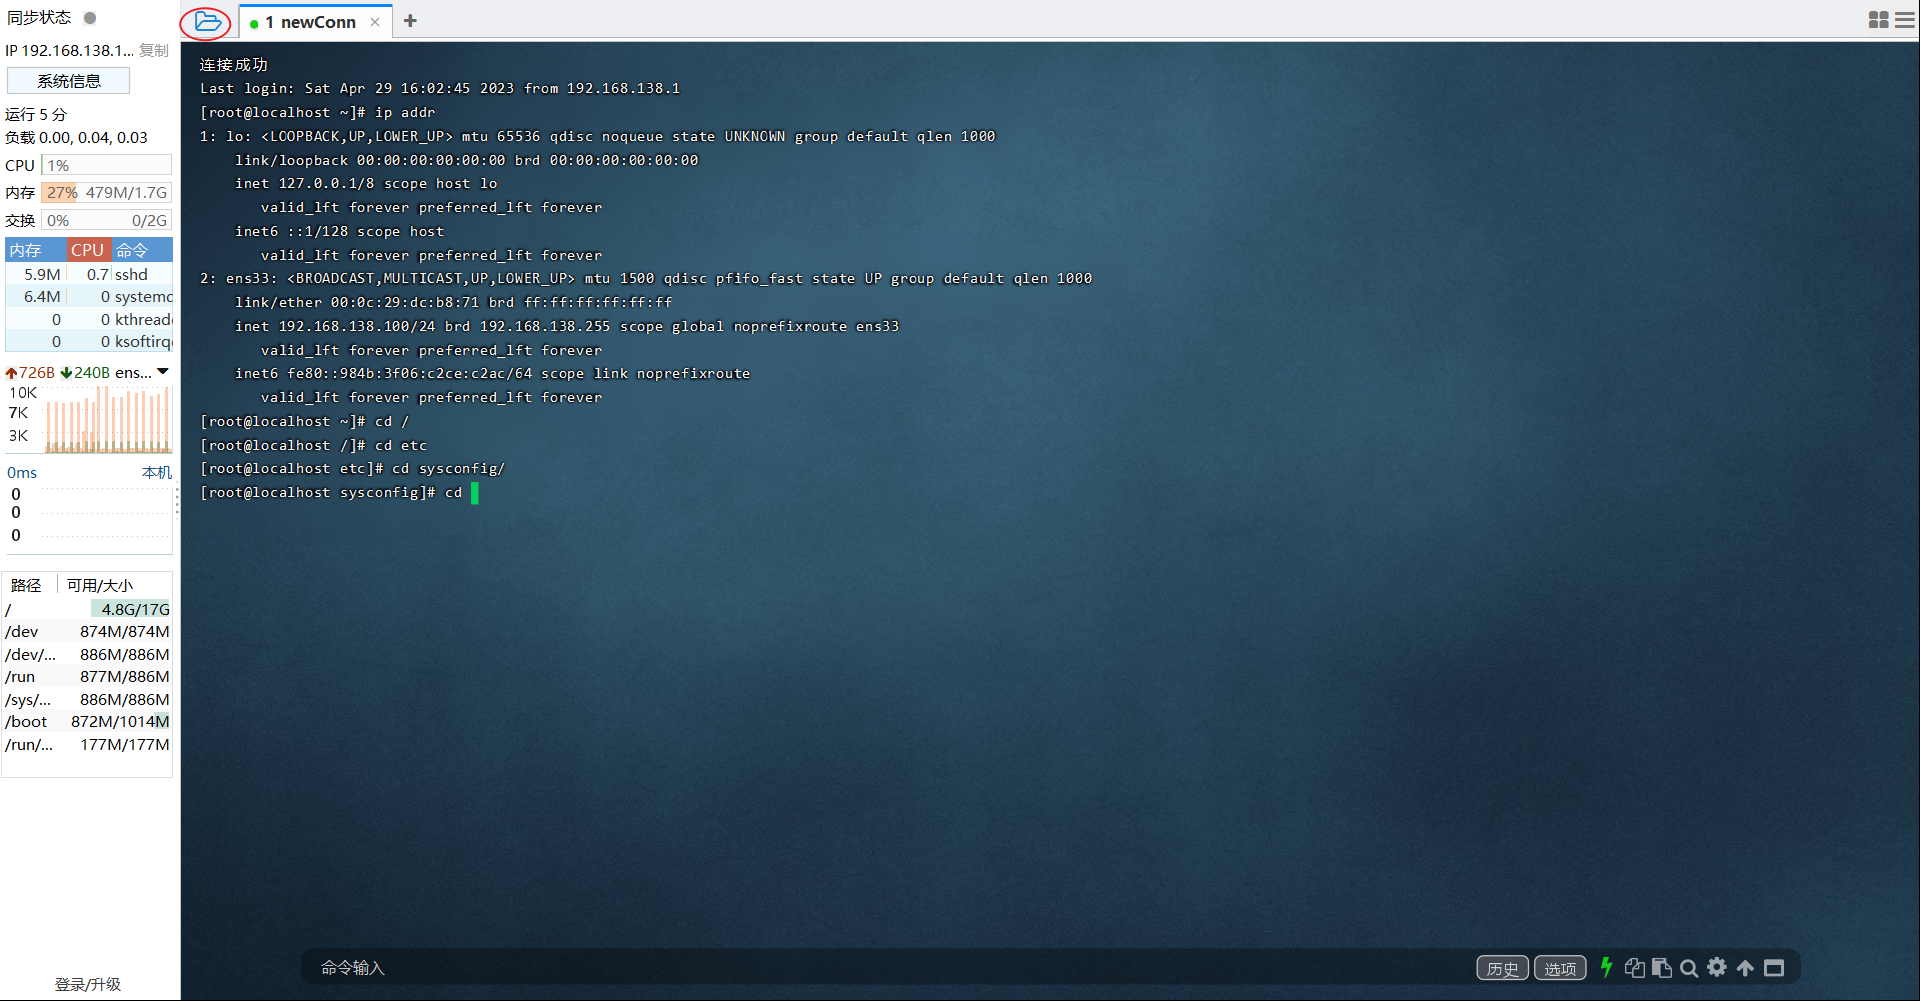 同步状态
IP 192.168.138.1... 复制
系统信息
运行 5 分
负载 0.00, 0.04, 0.03
CPU 1%
内存 27% 479M/1.7G
交换 0% 0/2G
内存 CPU 命令
5.9M 0.7 sshd
6.4M 0 systemd
0 0 kthread
0 0 ksoftirq
726B 240B ens...
10K
7K
3K
0ms 本机
0
0
0
路径 可用/大小
/ 4.8G/17G
/dev 874M/874M
/dev/... 886M/886M
/run 877M/886M
/sys/... 886M/886M
/boot 872M/1014M
/run/... 177M/177M
登录/升级
1 newConn × +
连接成功
Last login: Sat Apr 29 16:02:45 2023 from 192.168.138.1
[root@localhost ~]# ip addr
1: lo: <LOOPBACK,UP,LOWER_UP> mtu 65536 qdisc noqueue state UNKNOWN group default qlen 1000
    link/loopback 00:00:00:00:00:00 brd 00:00:00:00:00:00
    inet 127.0.0.1/8 scope host lo
       valid_lft forever preferred_lft forever
    inet6 ::1/128 scope host
       valid_lft forever preferred_lft forever
2: ens33: <BROADCAST,MULTICAST,UP,LOWER_UP> mtu 1500 qdisc pfifo_fast state UP group default qlen 1000
    link/ether 00:0c:29:dc:b8:71 brd ff:ff:ff:ff:ff:ff
    inet 192.168.138.100/24 brd 192.168.138.255 scope global noprefixroute ens33
       valid_lft forever preferred_lft forever
    inet6 fe80::984b:3f06:c2ce:c2ac/64 scope link noprefixroute
       valid_lft forever preferred_lft forever
[root@localhost ~]# cd /
[root@localhost /]# cd etc
[root@localhost etc]# cd sysconfig/
[root@localhost sysconfig]# cd
命令输入 历史 选项